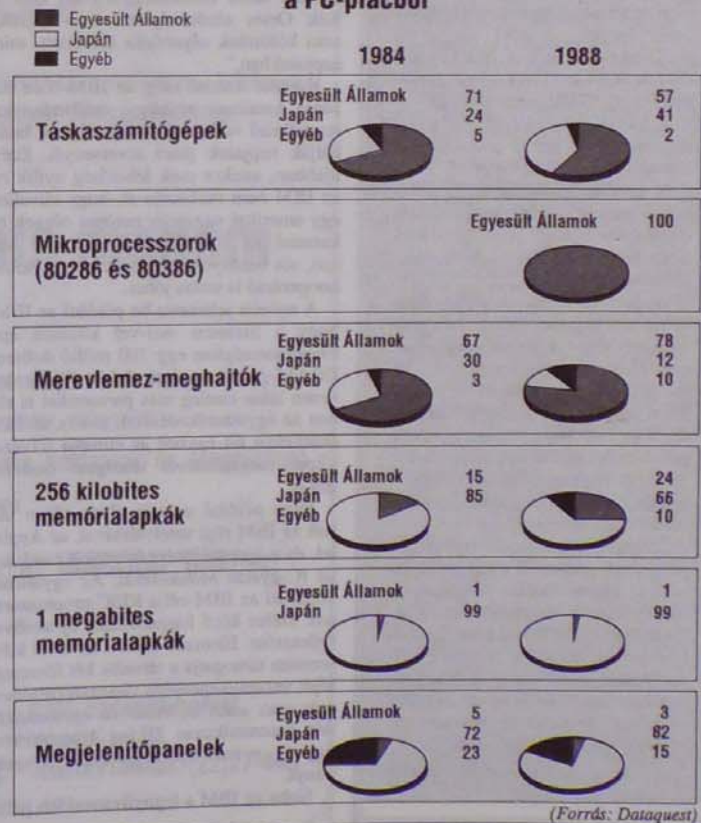 a PC-piacból
Egyesült Államok
Japán
Egyéb
1984 1988
Táskaszámítógépek
Egyesült Államok 71 57
Japán 24 41
Egyéb 5 2
Mikroprocesszorok
(80286 és 80386)
Egyesült Államok 100
Merevlemez-meghajtók
Egyesült Államok 67 78
Japán 30 12
Egyéb 3 10
256 kilobites
memórialapkák
Egyesült Államok 15 24
Japán 85 66
Egyéb 10
1 megabites
memórialapkák
Egyesült Államok 1 1
Japán 99 99
Megjelenítőpanelek
Egyesült Államok 5 3
Japán 72 82
Egyéb 23 15
(Forrás: Dataquest)